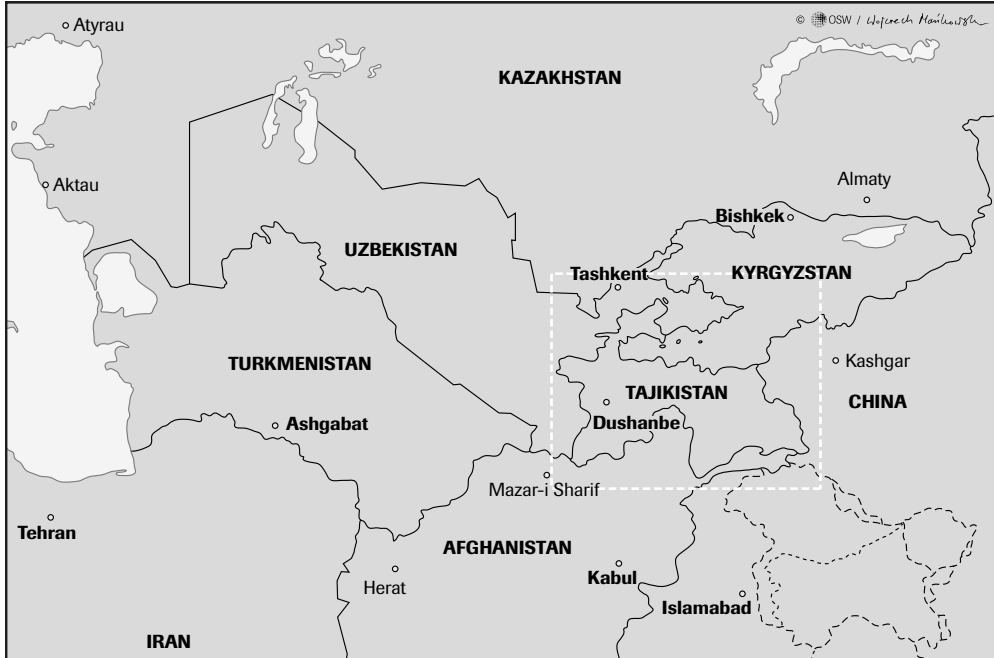 Atyrau
© OSW / Wojciech Mańkowski
KAZAKHSTAN
Aktau
Almaty
Bishkek
UZBEKISTAN
Tashkent
KYRGYZSTAN
TURKMENISTAN
Kashgar
TAJIKISTAN
CHINA
Ashgabat
Dushanbe
Mazar-i Sharif
Tehran
AFGHANISTAN
Herat
Kabul
Islamabad
IRAN